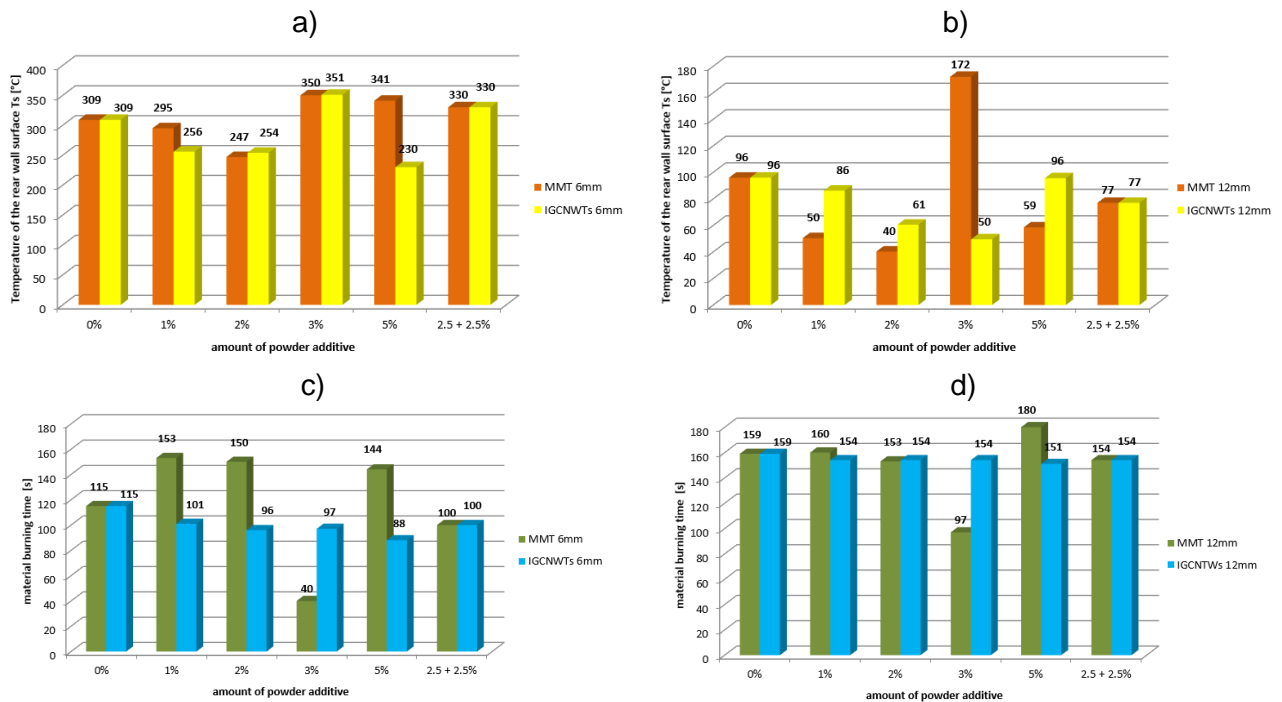 a)
Temperature of the rear wall surface Ts [°C]
400
350
300
250
200
150
100
50
0
309 309
295 256
247 254
350 351
341 230
330 330
0% 1% 2% 3% 5% 2.5 + 2.5%
amount of powder additive
MMT 6mm
IGCNWTs 6mm
b)
Temperature of the rear wall surface Ts [°C]
180
160
140
120
100
80
60
40
20
0
96 96
50 86
40 61
172 50
59 96
77 77
0% 1% 2% 3% 5% 2.5 + 2.5%
amount of powder additive
MMT 12mm
IGCNWTs 12mm
c)
material burning time [s]
180
160
140
120
100
80
60
40
20
0
115 115
153 101
150 96
40 97
144 88
100 100
0% 1% 2% 3% 5% 2.5 + 2.5%
amount of powder additive
MMT 6mm
IGCNWTs 6mm
d)
material burning time [s]
180
160
140
120
100
80
60
40
20
0
159 159
160 154
153 154
97 154
180 151
154 154
0% 1% 2% 3% 5% 2.5 + 2.5%
amount of powder additive
MMT 12mm
IGCNTWs 12mm